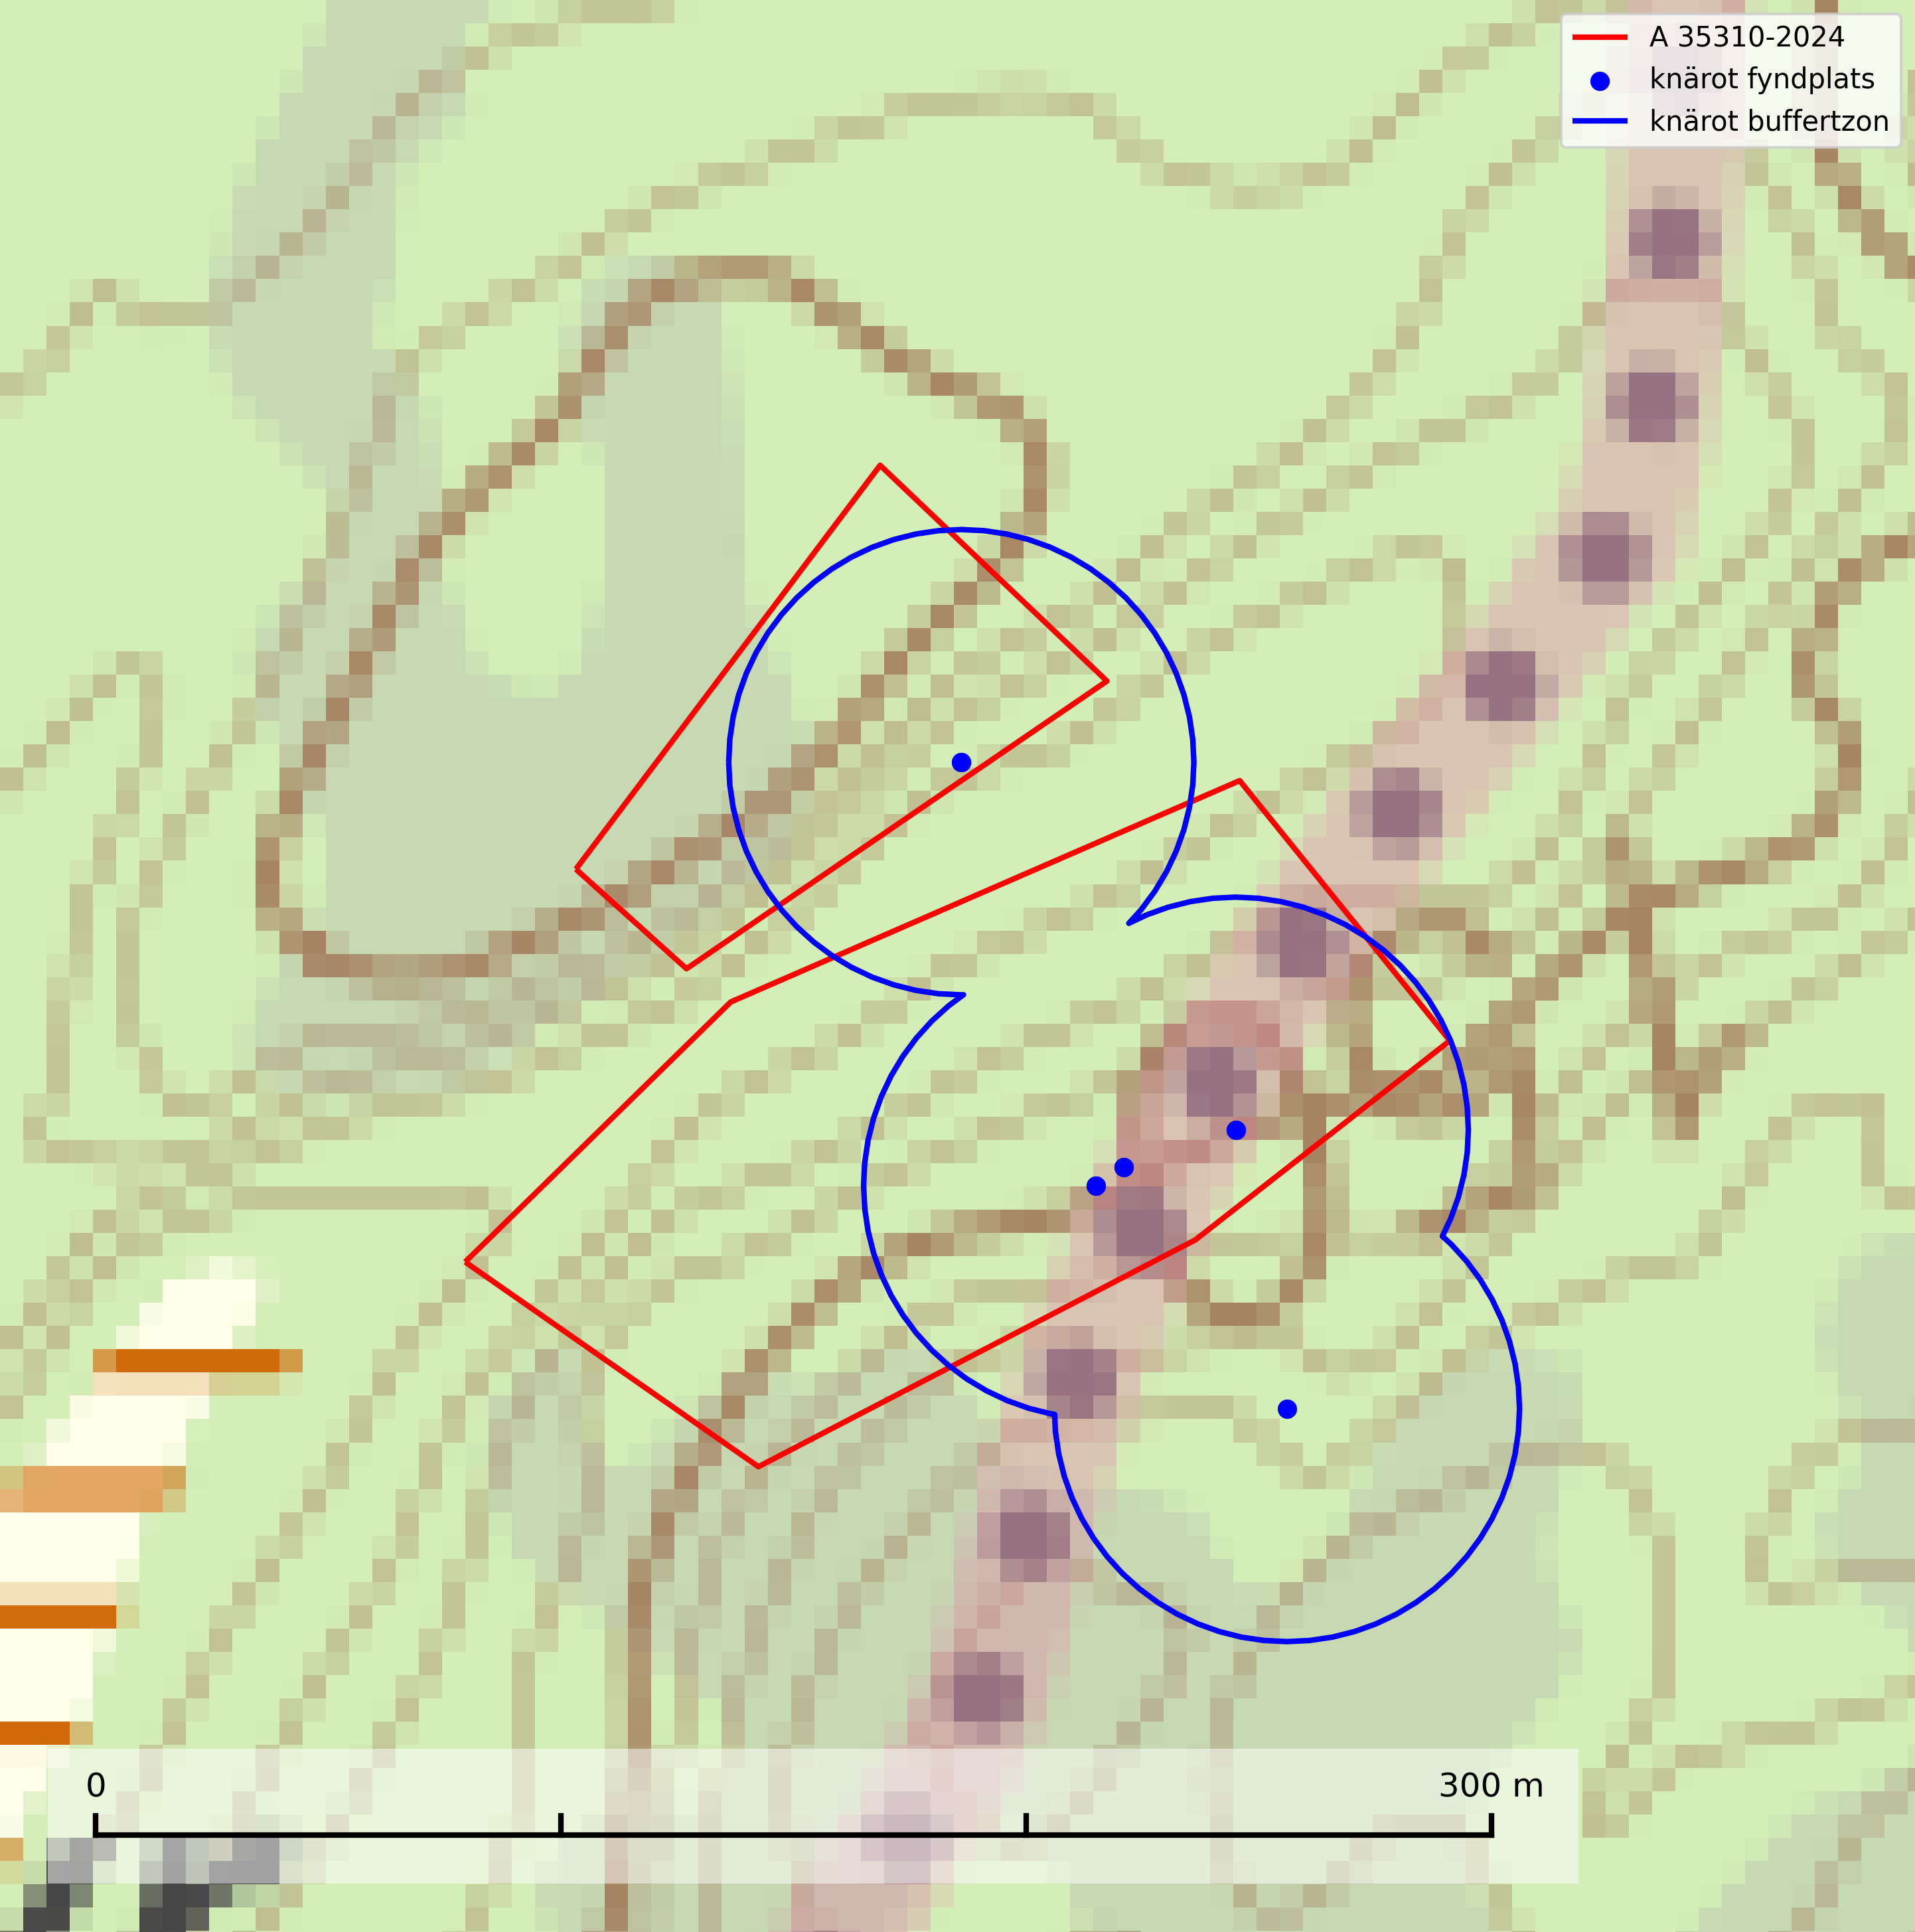 A 35310-2024
knärot fyndplats
knärot buffertzon
0 300 m